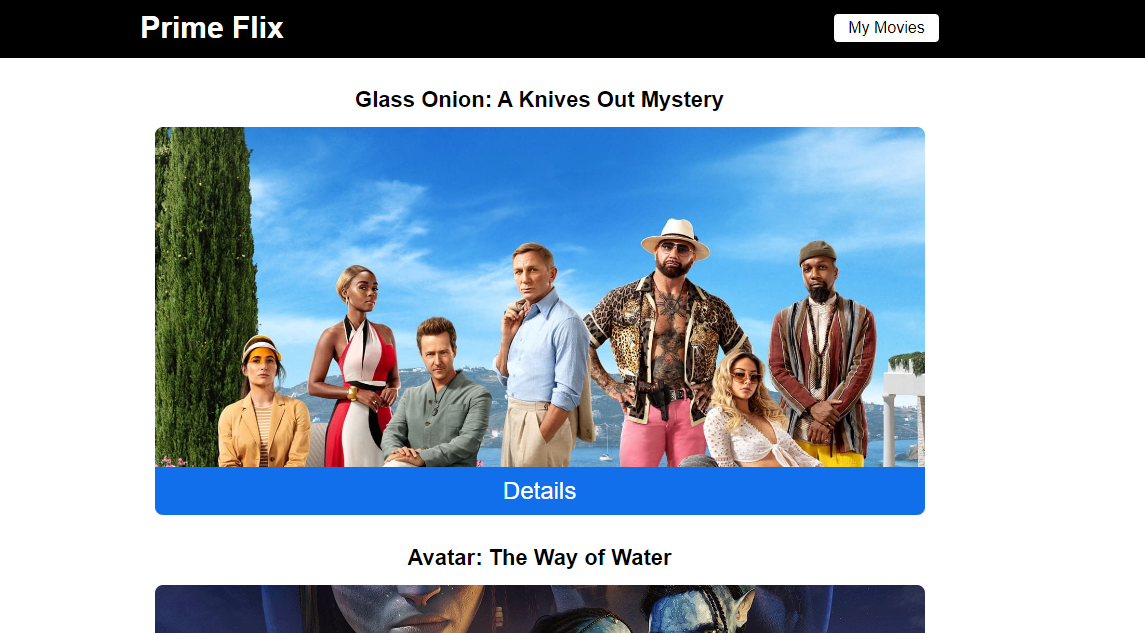 Prime Flix
My Movies
Glass Onion: A Knives Out Mystery
Details
Avatar: The Way of Water